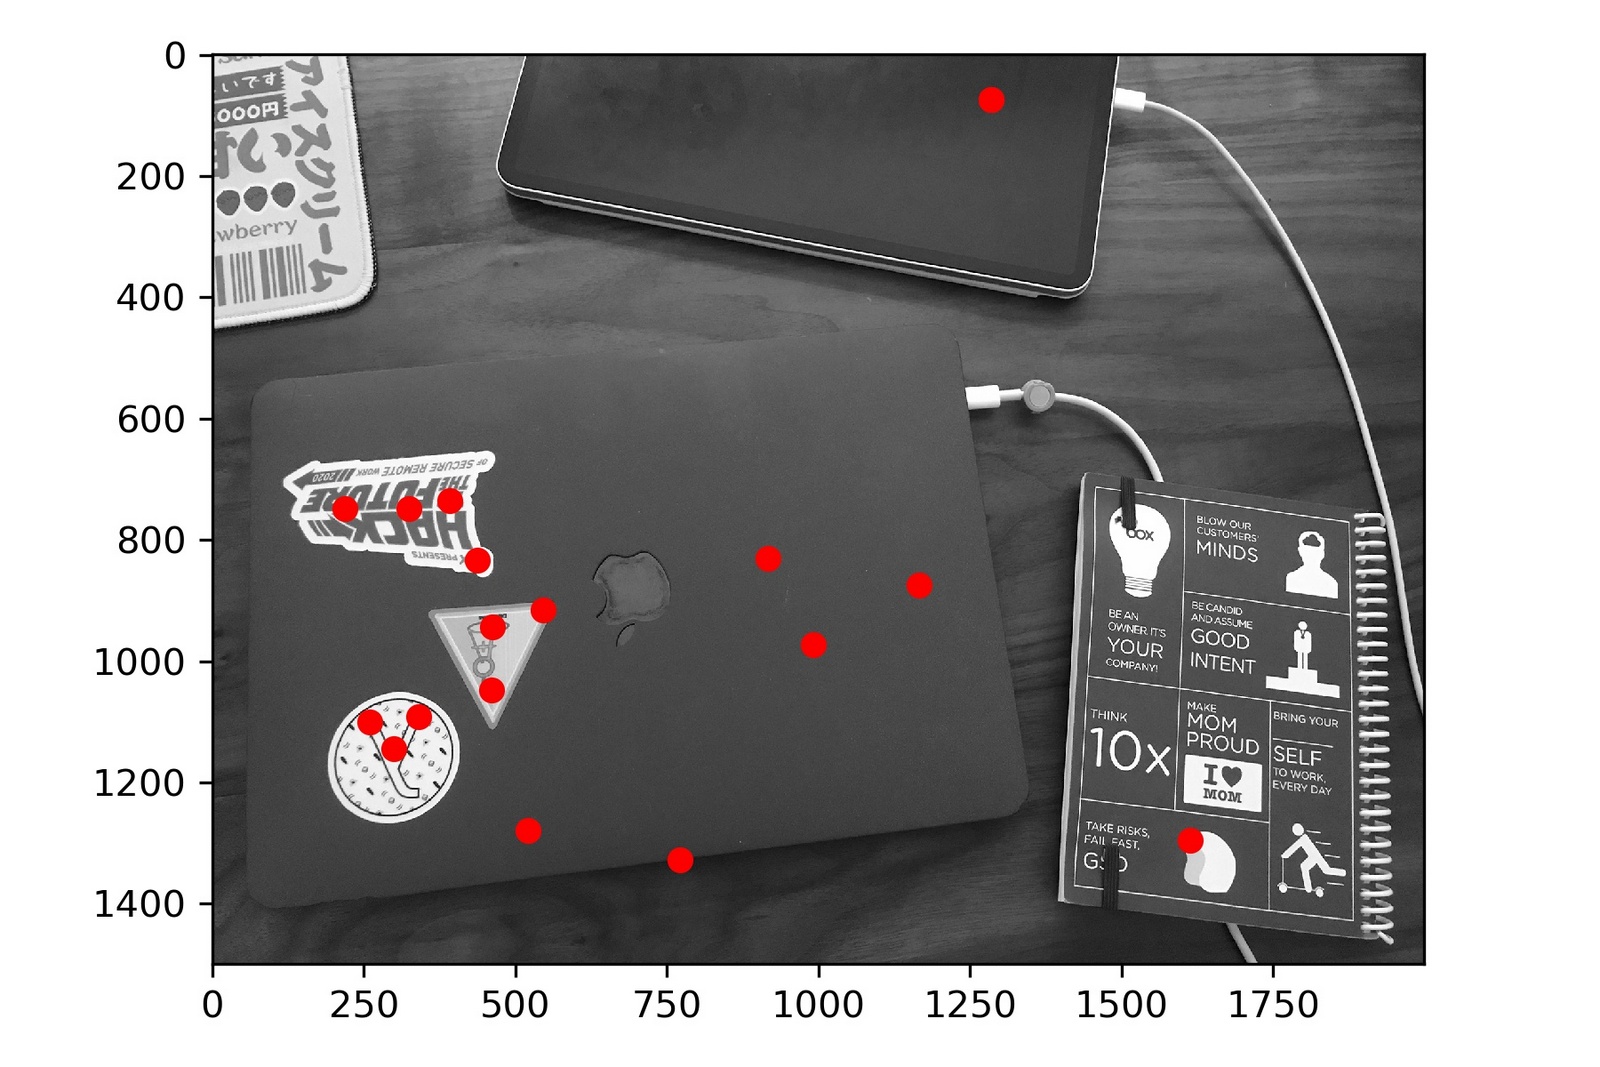 0
200
400
600
800
1000
1200
1400
0
250
500
750
1000
1250
1500
1750
いです
000円
アイスクリーム
wberry
OF SECURE REMOTE WORK 2020
THE FUTURE
HACK
PRESENTS
BLOW OUR
CUSTOMERS'
MINDS
BE AN
OWNER. IT'S
YOUR
COMPANY!
BE CANDID
AND ASSUME
GOOD
INTENT
THINK
10x
MAKE
MOM
PROUD
I ♥
MOM
BRING YOUR
SELF
TO WORK,
EVERY DAY
TAKE RISKS,
FAIL FAST,
GSD